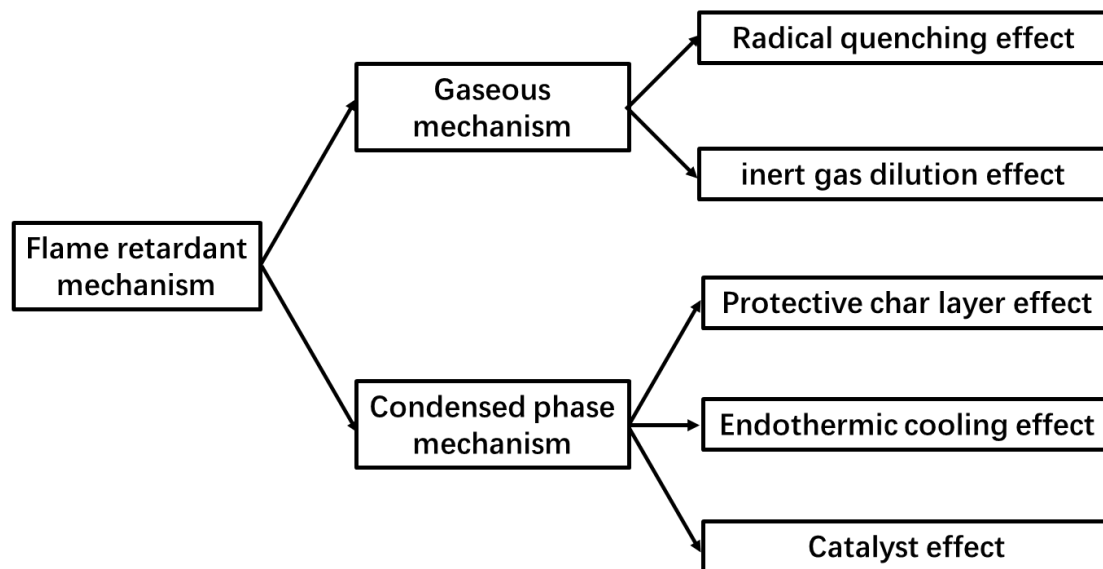 Flame retardant
mechanism
Gaseous
mechanism
Radical quenching effect
inert gas dilution effect
Condensed phase
mechanism
Protective char layer effect
Endothermic cooling effect
Catalyst effect